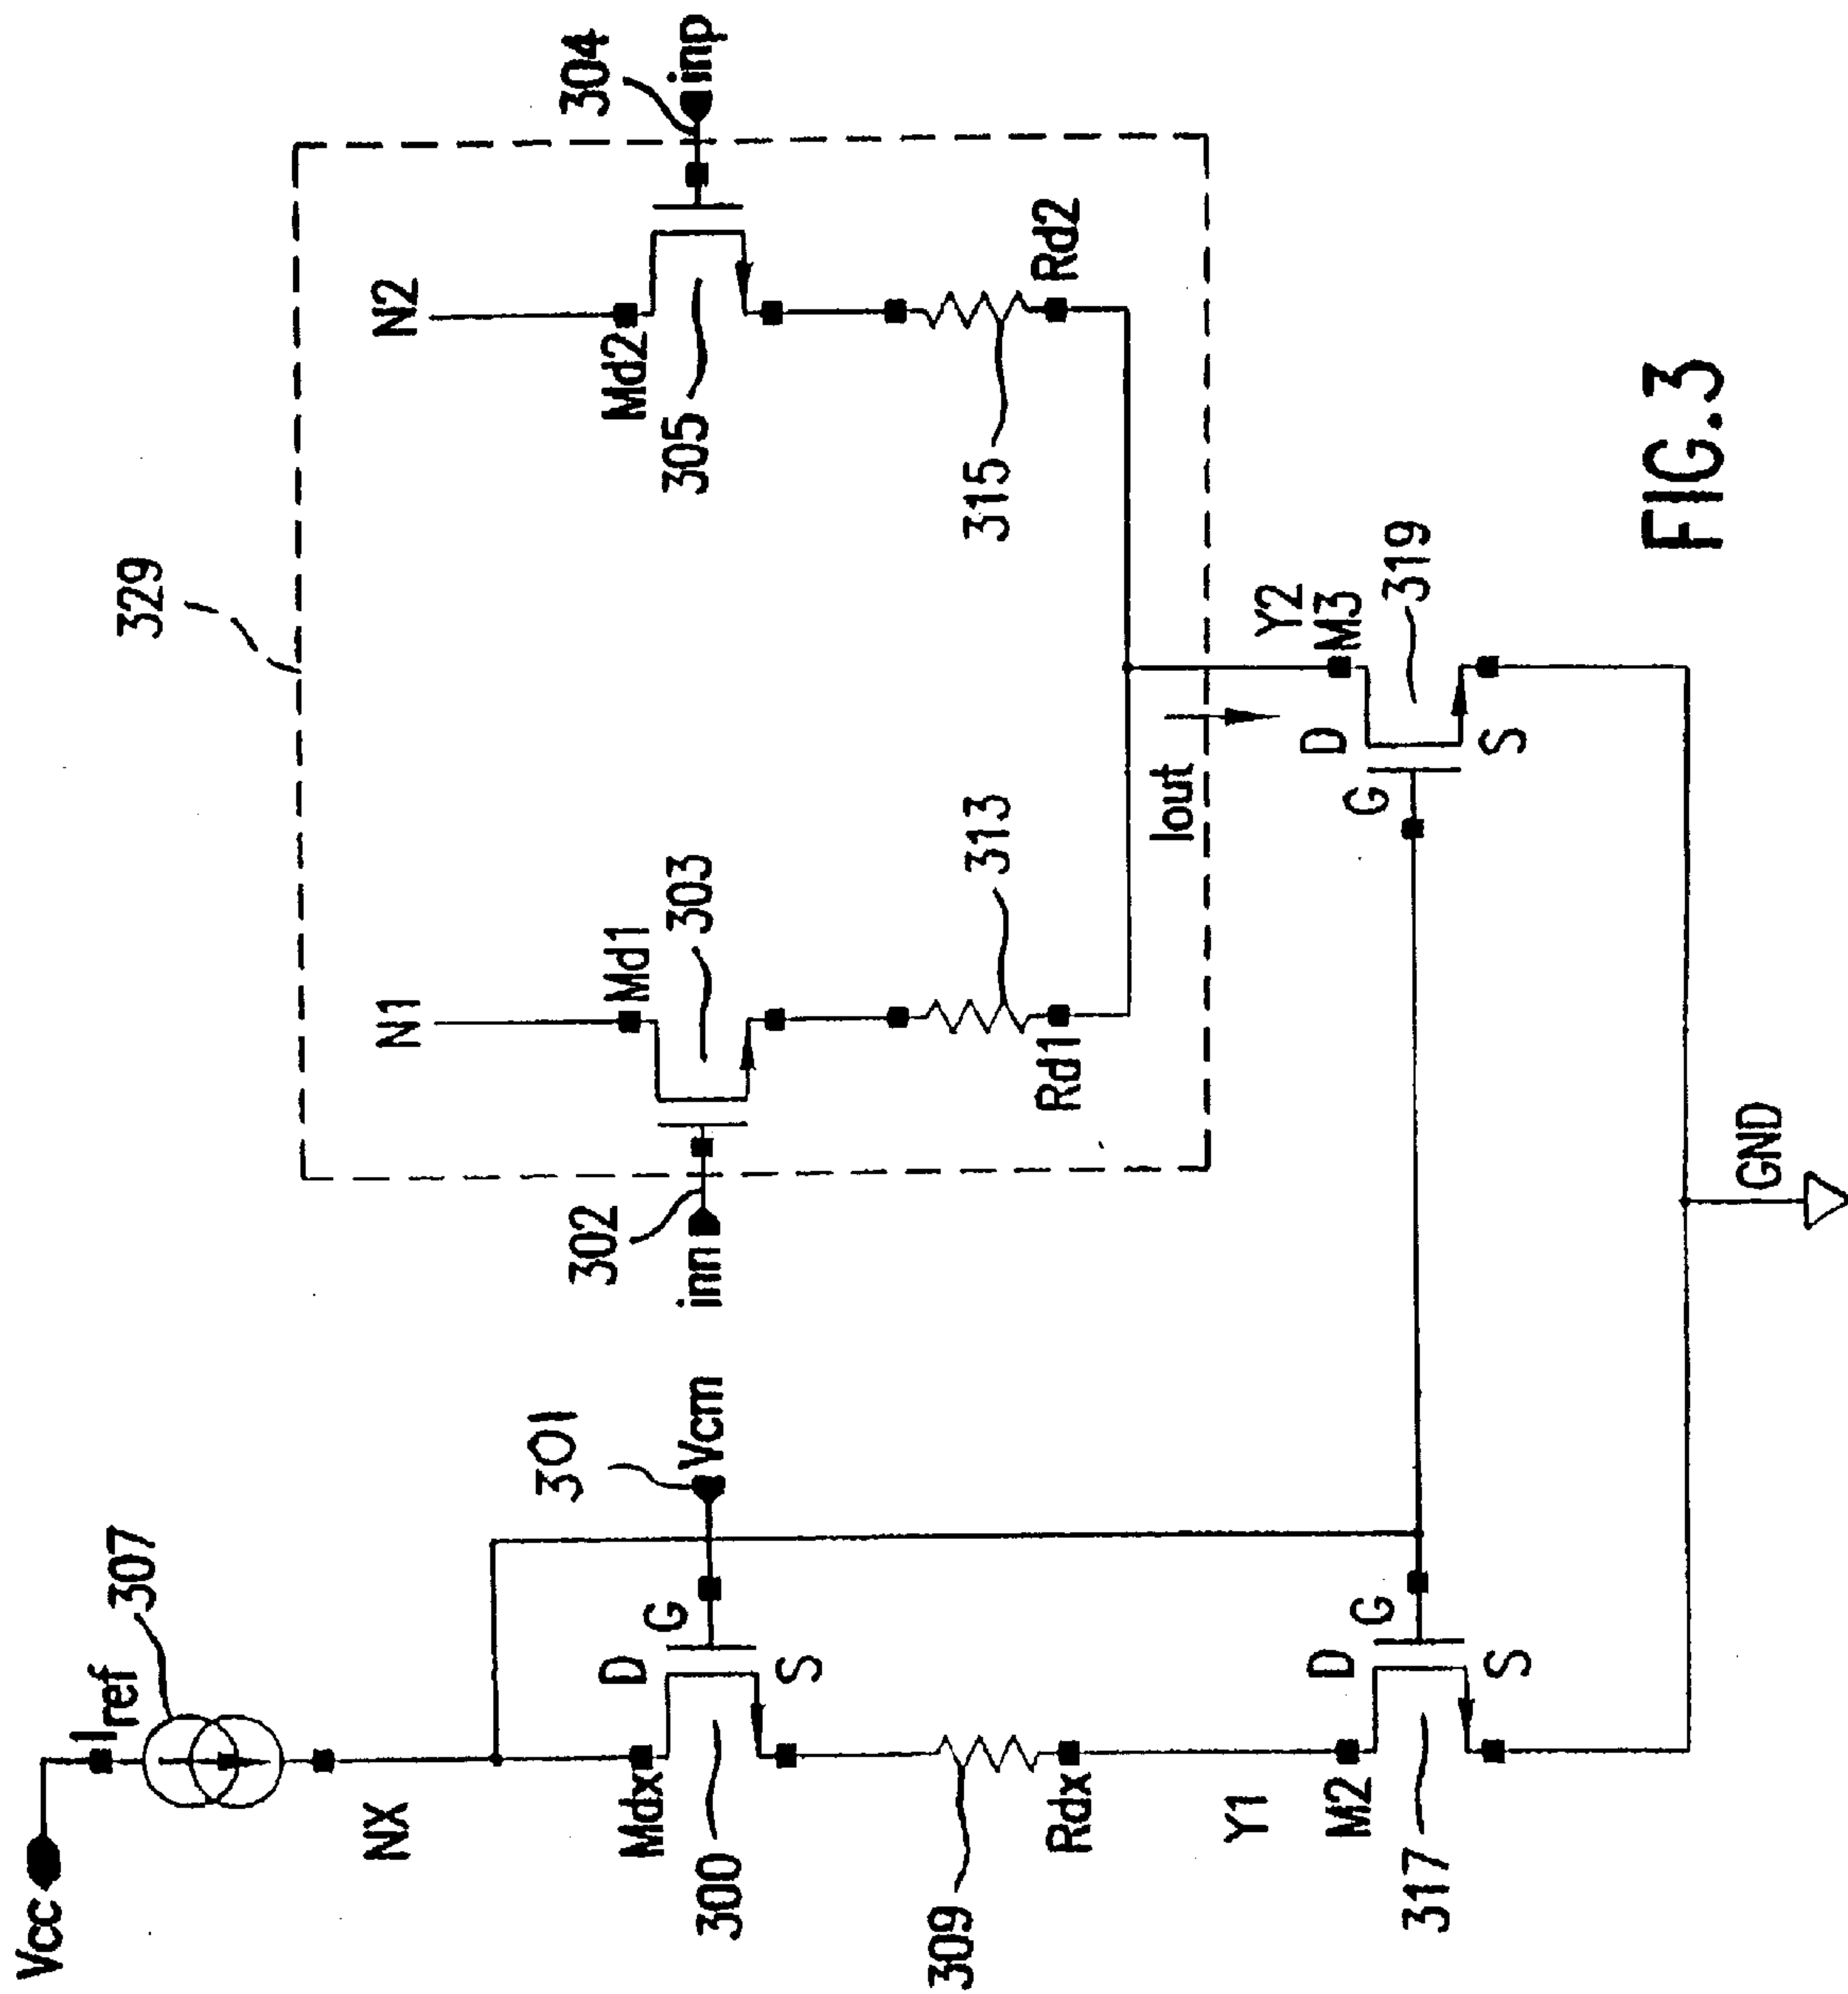 Vcc
Iref
307
NX
329
N1
N2
Mdx
D
G
S
300
301
Vcm
302
inn
Md1
303
Md2
305
304
inp
309
Rdx
Rd1
313
315
Rd2
Iout
Y1
M2
D
G
S
317
Y2
M3
D
G
S
319
GND
FIG.3